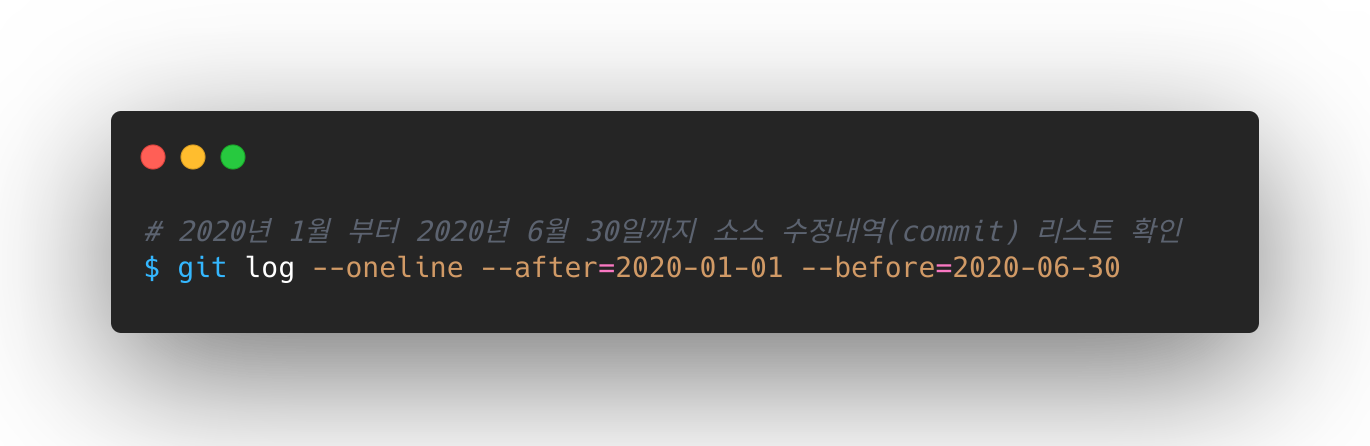 # 2020년 1월 부터 2020년 6월 30일까지 소스 수정내역(commit) 리스트 확인
$ git log --oneline --after=2020-01-01 --before=2020-06-30